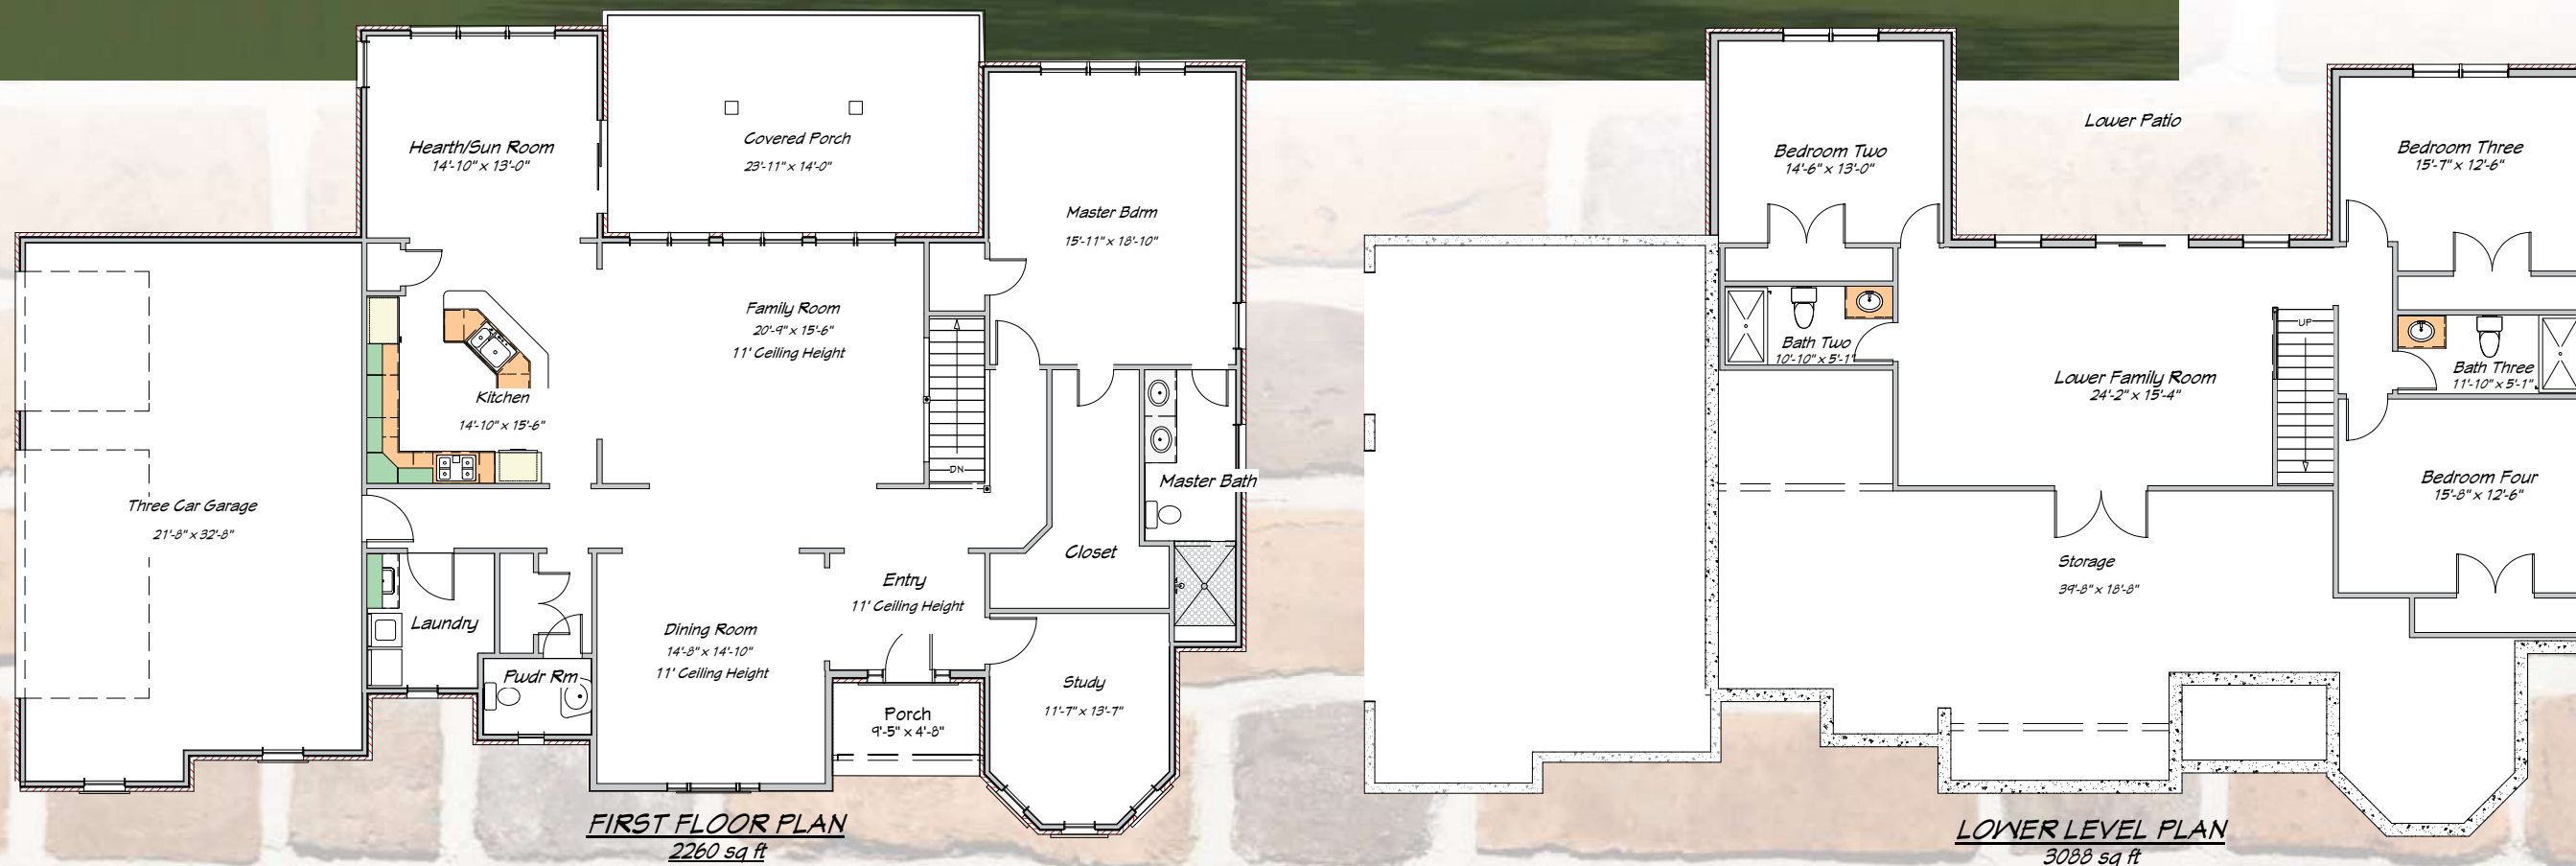 Hearth/Sun Room
14'-10" x 13'-0"
Covered Porch
23'-11" x 14'-0"
Master Bdrm
15'-11" x 18'-10"
Family Room
20'-9" x 15'-6"
11' Ceiling Height
Kitchen
14'-10" x 15'-6"
DN
Master Bath
Three Car Garage
21'-8" x 32'-8"
Closet
Entry
11' Ceiling Height
Laundry
Dining Room
14'-8" x 14'-10"
11' Ceiling Height
Pwdr Rm
Study
11'-7" x 13'-7"
Porch
9'-5" x 4'-8"
FIRST FLOOR PLAN
2260 sq ft
Lower Patio
Bedroom Two
14'-6" x 13'-0"
Bedroom Three
15'-7" x 12'-6"
UP
Bath Two
10'-10" x 5'-1"
Bath Three
11'-10" x 5'-1"
Lower Family Room
24'-2" x 15'-4"
Bedroom Four
15'-8" x 12'-6"
Storage
39'-8" x 18'-8"
LOWER LEVEL PLAN
3088 sq ft